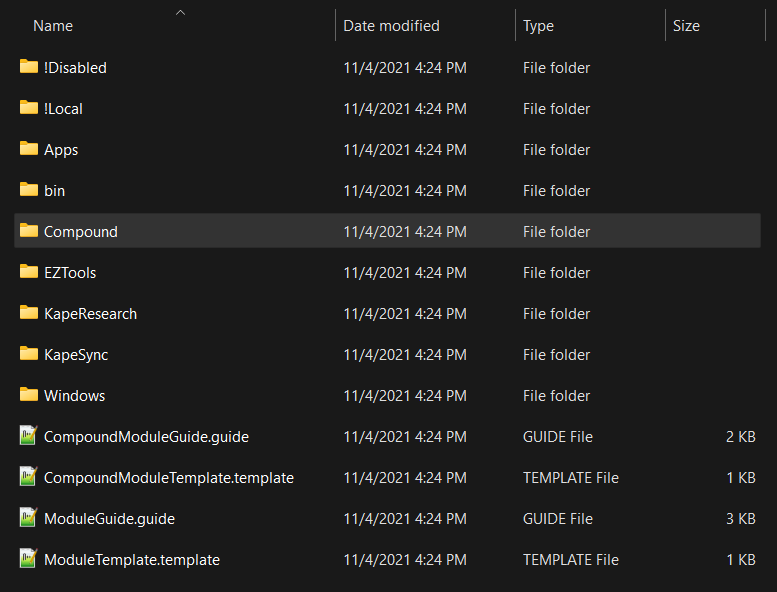 Name Date modified Type Size
!Disabled 11/4/2021 4:24 PM File folder
!Local 11/4/2021 4:24 PM File folder
Apps 11/4/2021 4:24 PM File folder
bin 11/4/2021 4:24 PM File folder
Compound 11/4/2021 4:24 PM File folder
EZTools 11/4/2021 4:24 PM File folder
KapeResearch 11/4/2021 4:24 PM File folder
KapeSync 11/4/2021 4:24 PM File folder
Windows 11/4/2021 4:24 PM File folder
CompoundModuleGuide.guide 11/4/2021 4:24 PM GUIDE File 2 KB
CompoundModuleTemplate.template 11/4/2021 4:24 PM TEMPLATE File 1 KB
ModuleGuide.guide 11/4/2021 4:24 PM GUIDE File 3 KB
ModuleTemplate.template 11/4/2021 4:24 PM TEMPLATE File 1 KB